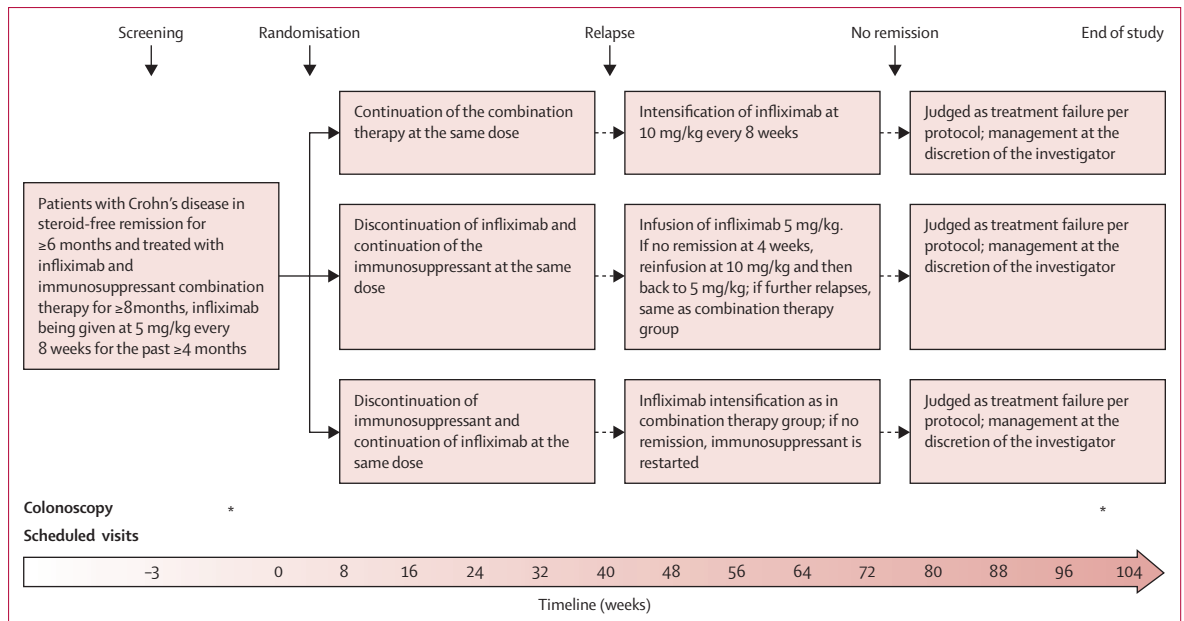 Screening
Randomisation
Relapse
No remission
End of study
Patients with Crohn's disease in
steroid-free remission for
≥6 months and treated with
infliximab and
immunosuppressant combination
therapy for ≥8months, infliximab
being given at 5 mg/kg every
8 weeks for the past ≥4 months
Continuation of the combination
therapy at the same dose
Intensification of infliximab at
10 mg/kg every 8 weeks
Judged as treatment failure per
protocol; management at the
discretion of the investigator
Discontinuation of infliximab and
continuation of the
immunosuppressant at the same
dose
Infusion of infliximab 5 mg/kg.
If no remission at 4 weeks,
reinfusion at 10 mg/kg and then
back to 5 mg/kg; if further relapses,
same as combination therapy
group
Judged as treatment failure per
protocol; management at the
discretion of the investigator
Discontinuation of
immunosuppressant and
continuation of infliximab at the
same dose
Infliximab intensification as in
combination therapy group; if no
remission, immunosuppressant is
restarted
Judged as treatment failure per
protocol; management at the
discretion of the investigator
Colonoscopy * *
Scheduled visits
–3 0 8 16 24 32 40 48 56 64 72 80 88 96 104
Timeline (weeks)